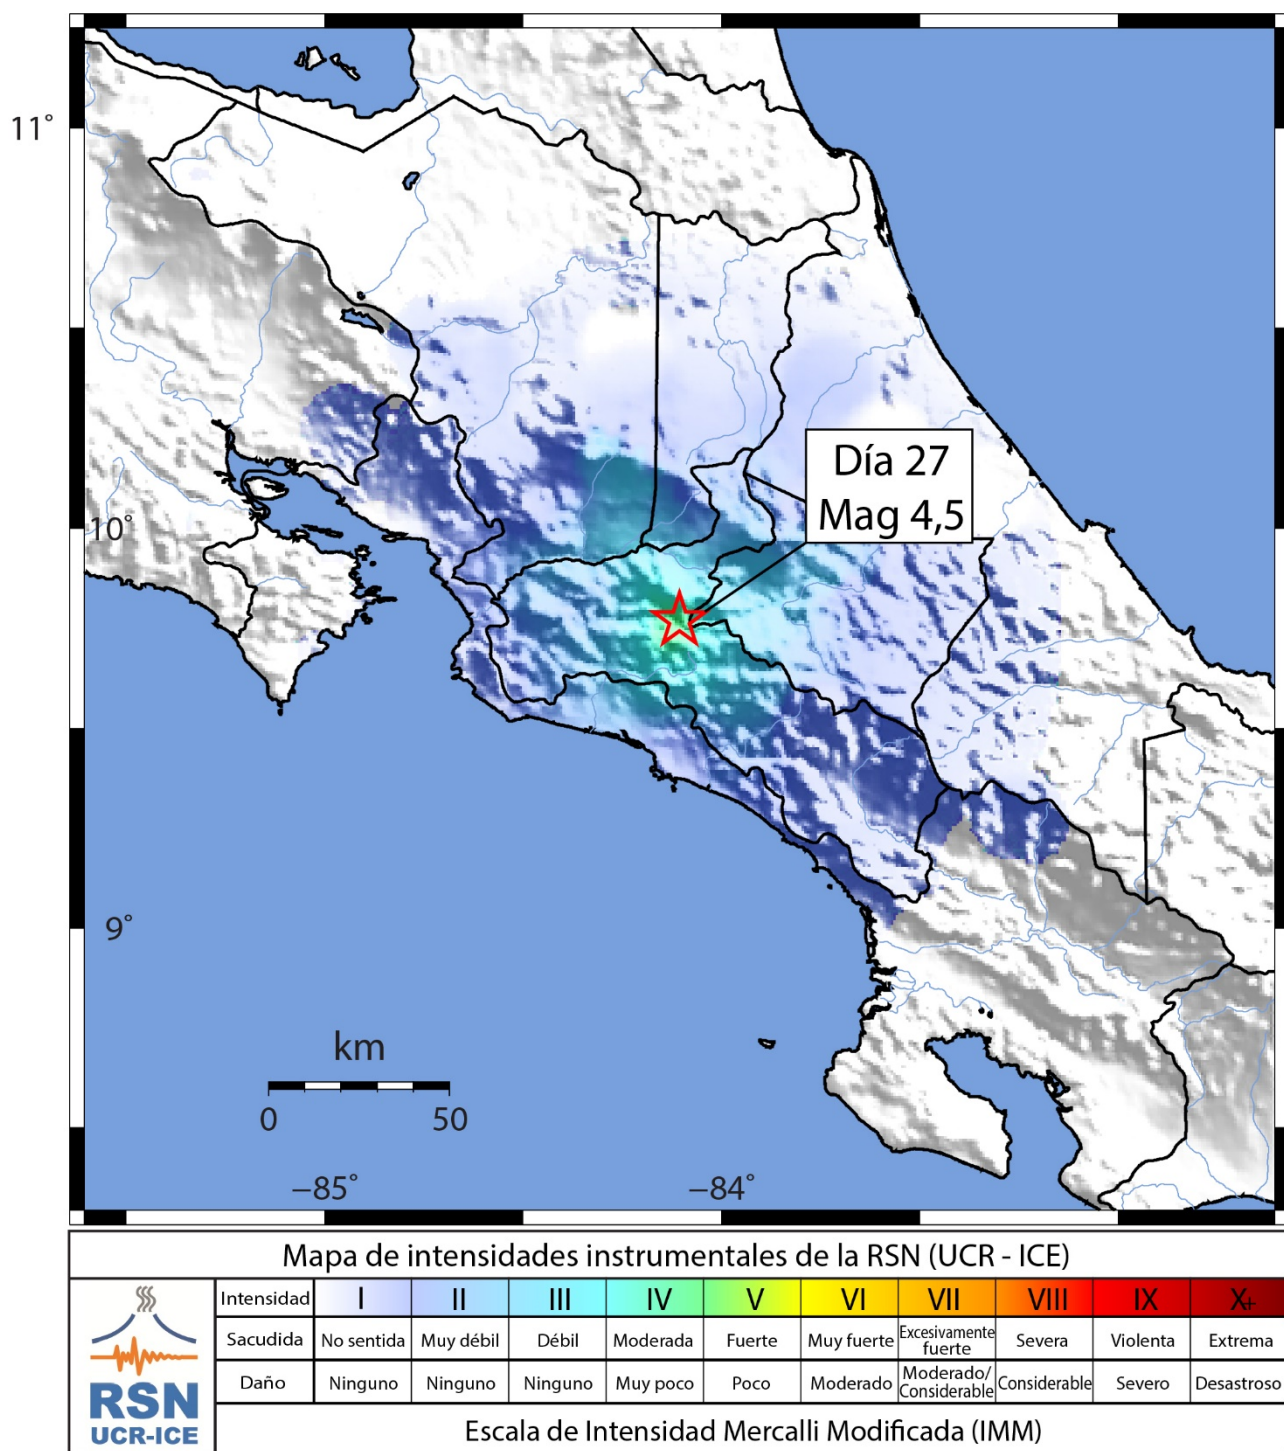 11°
10°
9°
Día 27
Mag 4,5
km
0 50
−85° −84°
Mapa de intensidades instrumentales de la RSN (UCR - ICE)
Intensidad I II III IV V VI VII VIII IX X+
Sacudida No sentida Muy débil Débil Moderada Fuerte Muy fuerte Excesivamente fuerte Severa Violenta Extrema
Daño Ninguno Ninguno Ninguno Muy poco Poco Moderado Moderado/Considerable Considerable Severo Desastroso
Escala de Intensidad Mercalli Modificada (IMM)
RSN
UCR-ICE